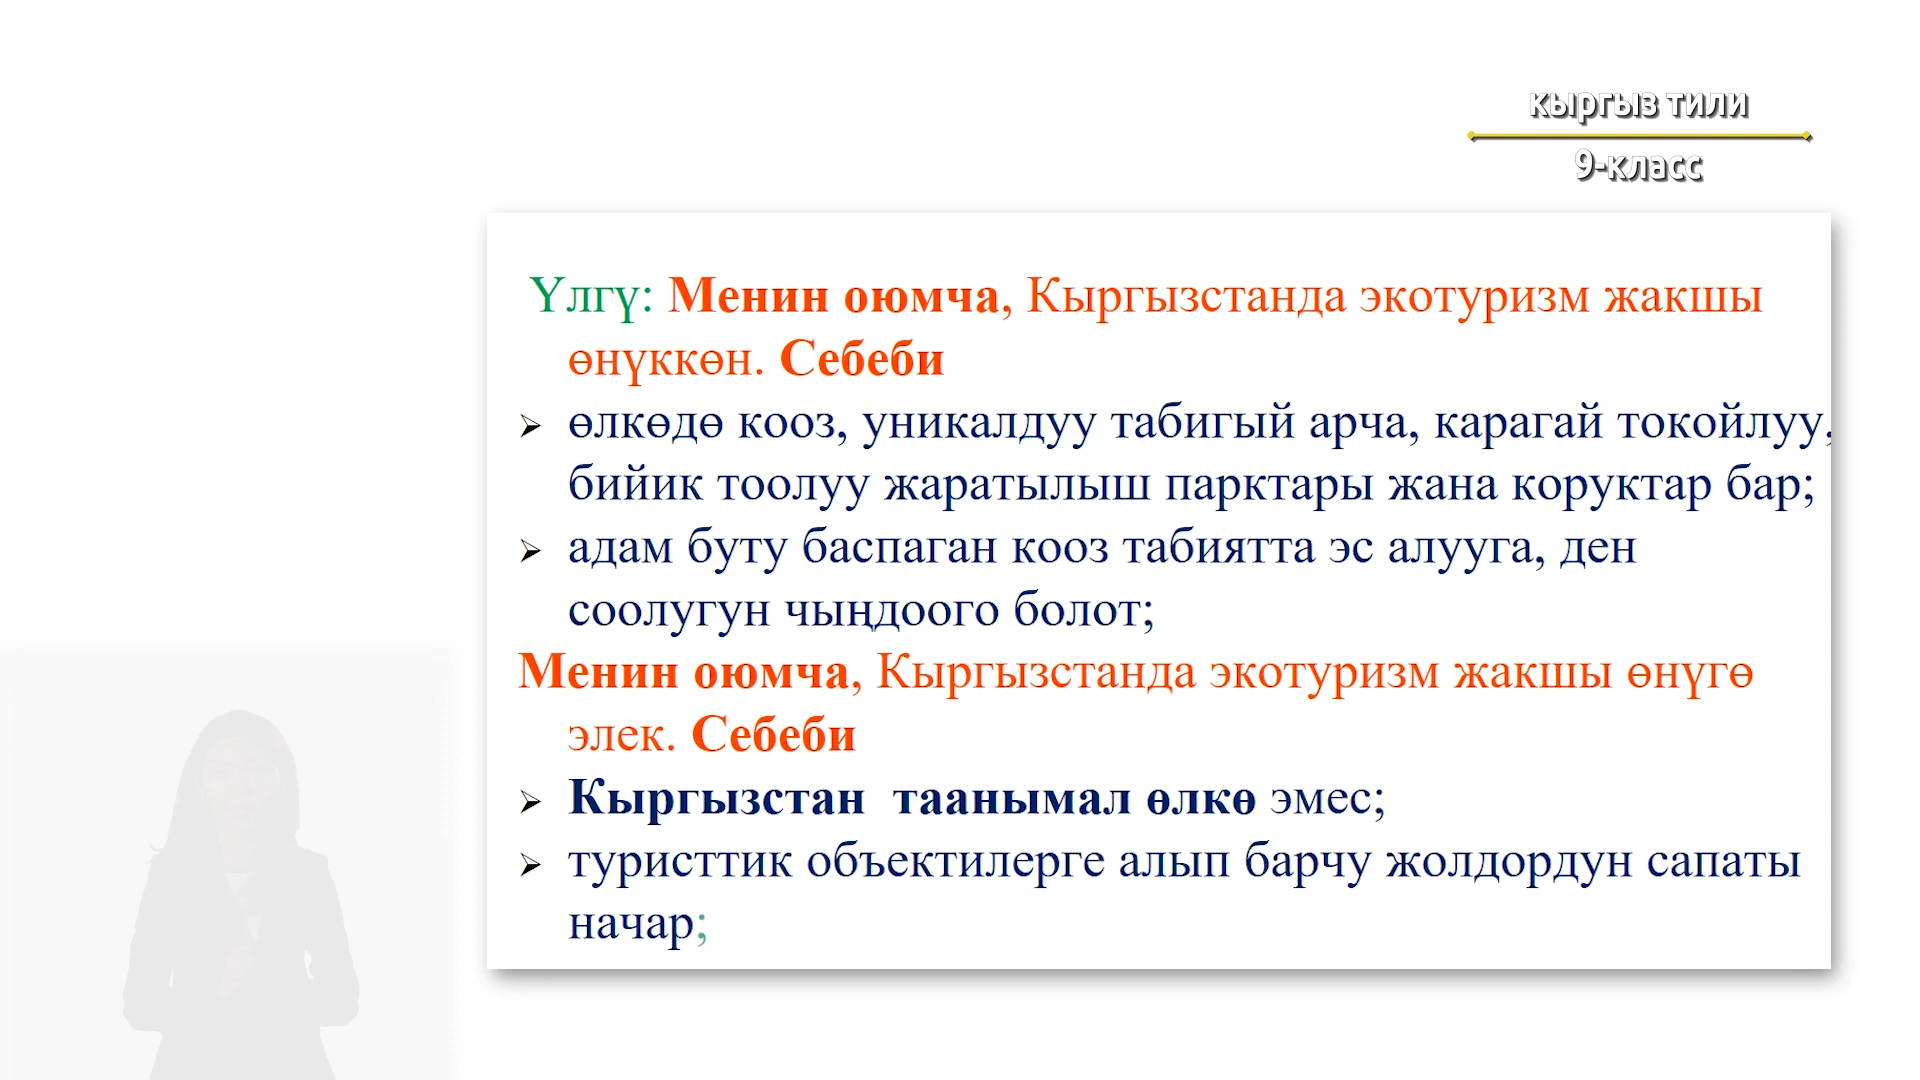 кыргыз тили
9-класс
Үлгү: Менин оюмча, Кыргызстанда экотуризм жакшы
өнүккөн. Себеби
➢ өлкөдө кооз, уникалдуу табигый арча, карагай токойлуу,
бийик тоолуу жаратылыш парктары жана коруктар бар;
➢ адам буту баспаган кооз табиятта эс алууга, ден
соолугун чыңдоого болот;
Менин оюмча, Кыргызстанда экотуризм жакшы өнүгө
элек. Себеби
➢ Кыргызстан таанымал өлкө эмес;
➢ туристтик объектилерге алып барчу жолдордун сапаты
начар;